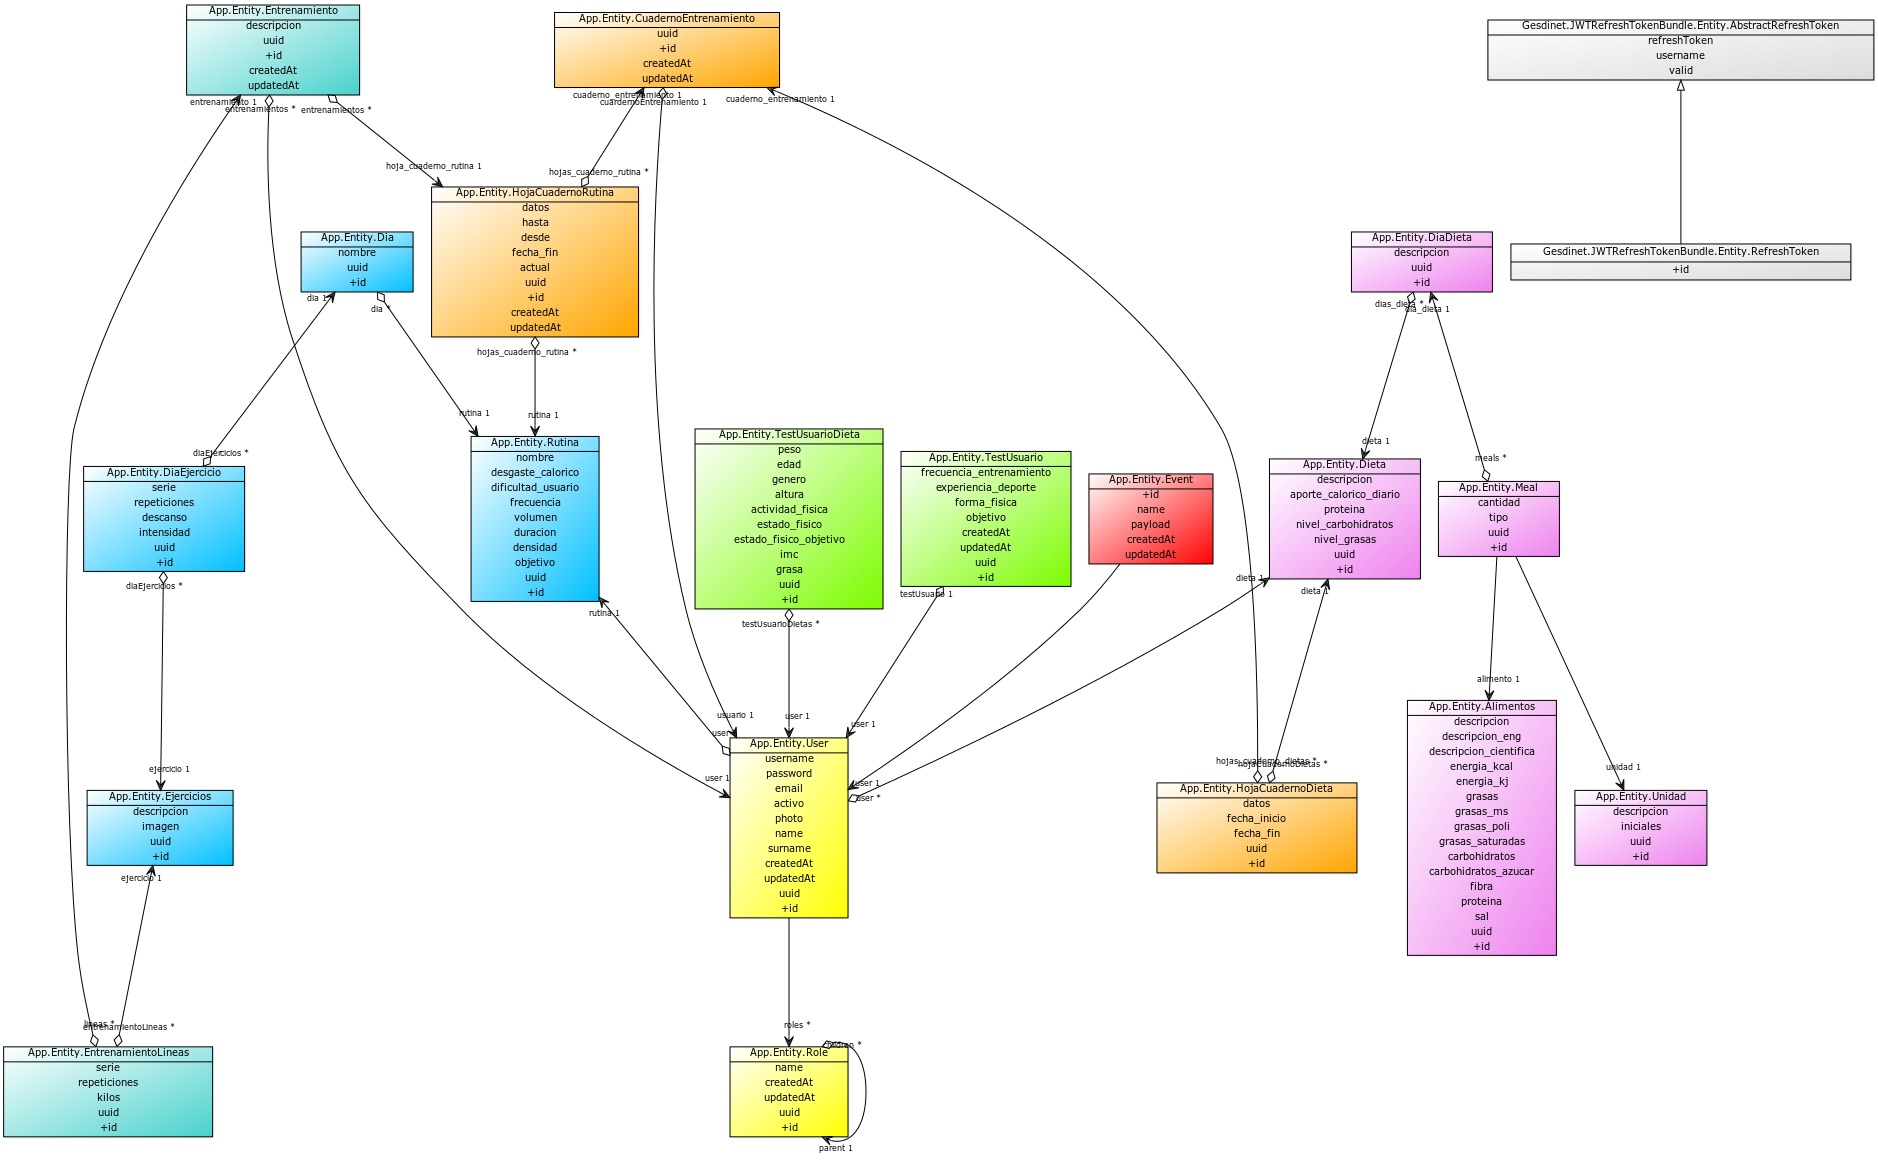 App.Entity.Entrenamiento
descripcion
uuid
+id
createdAt
updatedAt
entrenamiento 1
entrenamientos *
entrenamientos *
App.Entity.CuadernoEntrenamiento
uuid
+id
createdAt
updatedAt
cuaderno_entrenamiento 1
cuardernoEntrenamiento 1
cuaderno_entrenamiento 1
Gesdinet.JWTRefreshTokenBundle.Entity.AbstractRefreshToken
refreshToken
username
valid
hoja_cuaderno_rutina 1
hojas_cuaderno_rutina *
App.Entity.HojaCuadernoRutina
datos
hasta
desde
fecha_fin
actual
uuid
+id
createdAt
updatedAt
hojas_cuaderno_rutina *
App.Entity.Dia
nombre
uuid
+id
dia 1
dia *
App.Entity.DiaDieta
descripcion
uuid
+id
dias_dieta *
dia_dieta 1
Gesdinet.JWTRefreshTokenBundle.Entity.RefreshToken
+id
rutina 1
rutina 1
App.Entity.Rutina
nombre
desgaste_calorico
dificultad_usuario
frecuencia
volumen
duracion
densidad
objetivo
uuid
+id
rutina 1
diaEjercicios *
App.Entity.DiaEjercicio
serie
repeticiones
descanso
intensidad
uuid
+id
diaEjercicios *
App.Entity.TestUsuarioDieta
peso
edad
genero
altura
actividad_fisica
estado_fisico
estado_fisico_objetivo
imc
grasa
uuid
+id
testUsuarioDietas *
App.Entity.TestUsuario
frecuencia_entrenamiento
experiencia_deporte
forma_fisica
objetivo
createdAt
updatedAt
uuid
+id
testUsuario 1
App.Entity.Event
+id
name
payload
createdAt
updatedAt
dieta 1
App.Entity.Dieta
descripcion
aporte_calorico_diario
proteina
nivel_carbohidratos
nivel_grasas
uuid
+id
dieta 1
dieta 1
meals *
App.Entity.Meal
cantidad
tipo
uuid
+id
alimento 1
App.Entity.Alimentos
descripcion
descripcion_eng
descripcion_cientifica
energia_kcal
energia_kj
grasas
grasas_ms
grasas_poli
grasas_saturadas
carbohidratos
carbohidratos_azucar
fibra
proteina
sal
uuid
+id
unidad 1
App.Entity.Unidad
descripcion
iniciales
uuid
+id
usuario 1
user 1
user 1
user
user 1
user 1
user *
App.Entity.User
username
password
email
activo
photo
name
surname
createdAt
updatedAt
uuid
+id
hojas_cuaderno_dietas *
hojaCuadernoDietas *
App.Entity.HojaCuadernoDieta
datos
fecha_inicio
fecha_fin
uuid
+id
ejercicio 1
App.Entity.Ejercicios
descripcion
imagen
uuid
+id
ejercicio 1
lineas *
entrenamientoLineas *
App.Entity.EntrenamientoLineas
serie
repeticiones
kilos
uuid
+id
roles *
children *
App.Entity.Role
name
createdAt
updatedAt
uuid
+id
parent 1